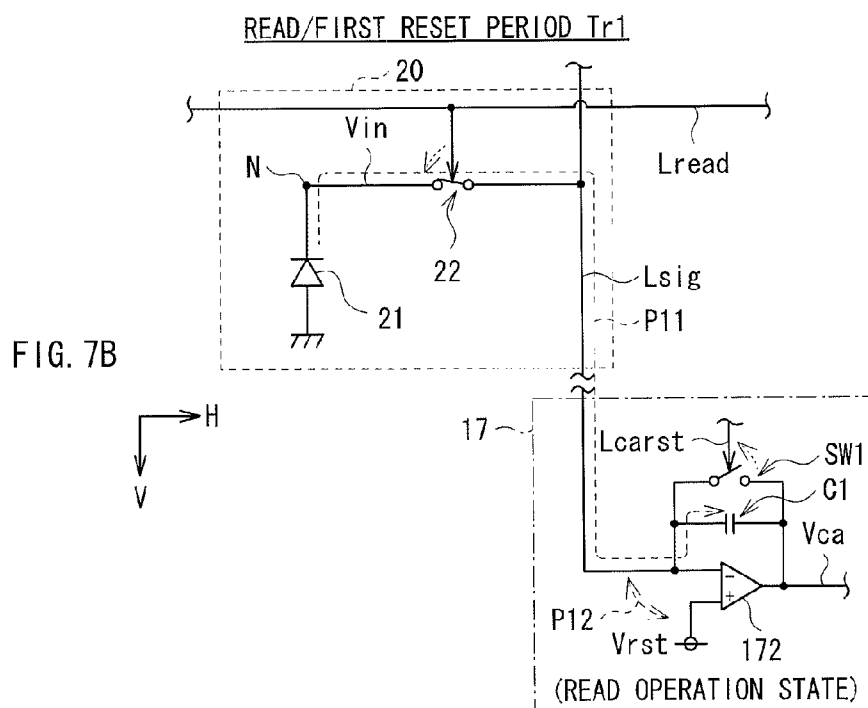 READ/FIRST RESET PERIOD Tr1
20
Vin
Lread
N
22
21
Lsig
P11
FIG. 7B
H
V
17
Lcarst
SW1
C1
Vca
−
+
P12
Vrst
172
(READ OPERATION STATE)